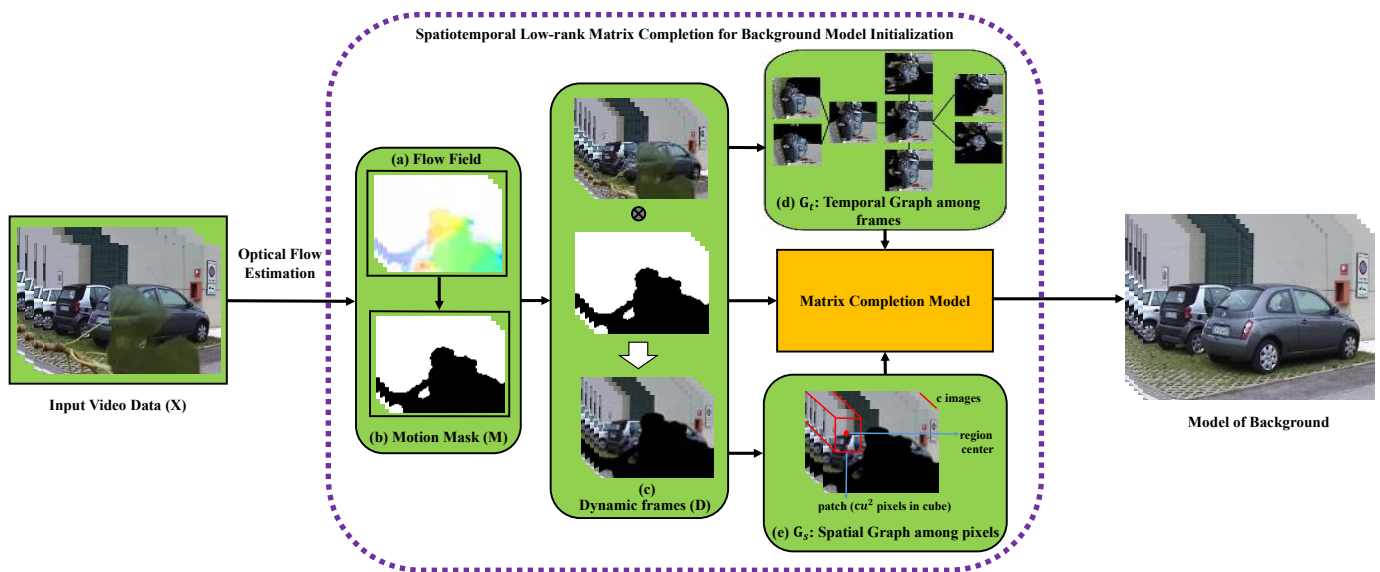 Spatiotemporal Low-rank Matrix Completion for Background Model Initialization
Input Video Data (X)
Optical Flow
Estimation
(a) Flow Field
(b) Motion Mask (M)
(c)
Dynamic frames (D)
(d) G_t: Temporal Graph among
frames
Matrix Completion Model
c images
region
center
patch (cu² pixels in cube)
(e) G_s: Spatial Graph among pixels
Model of Background